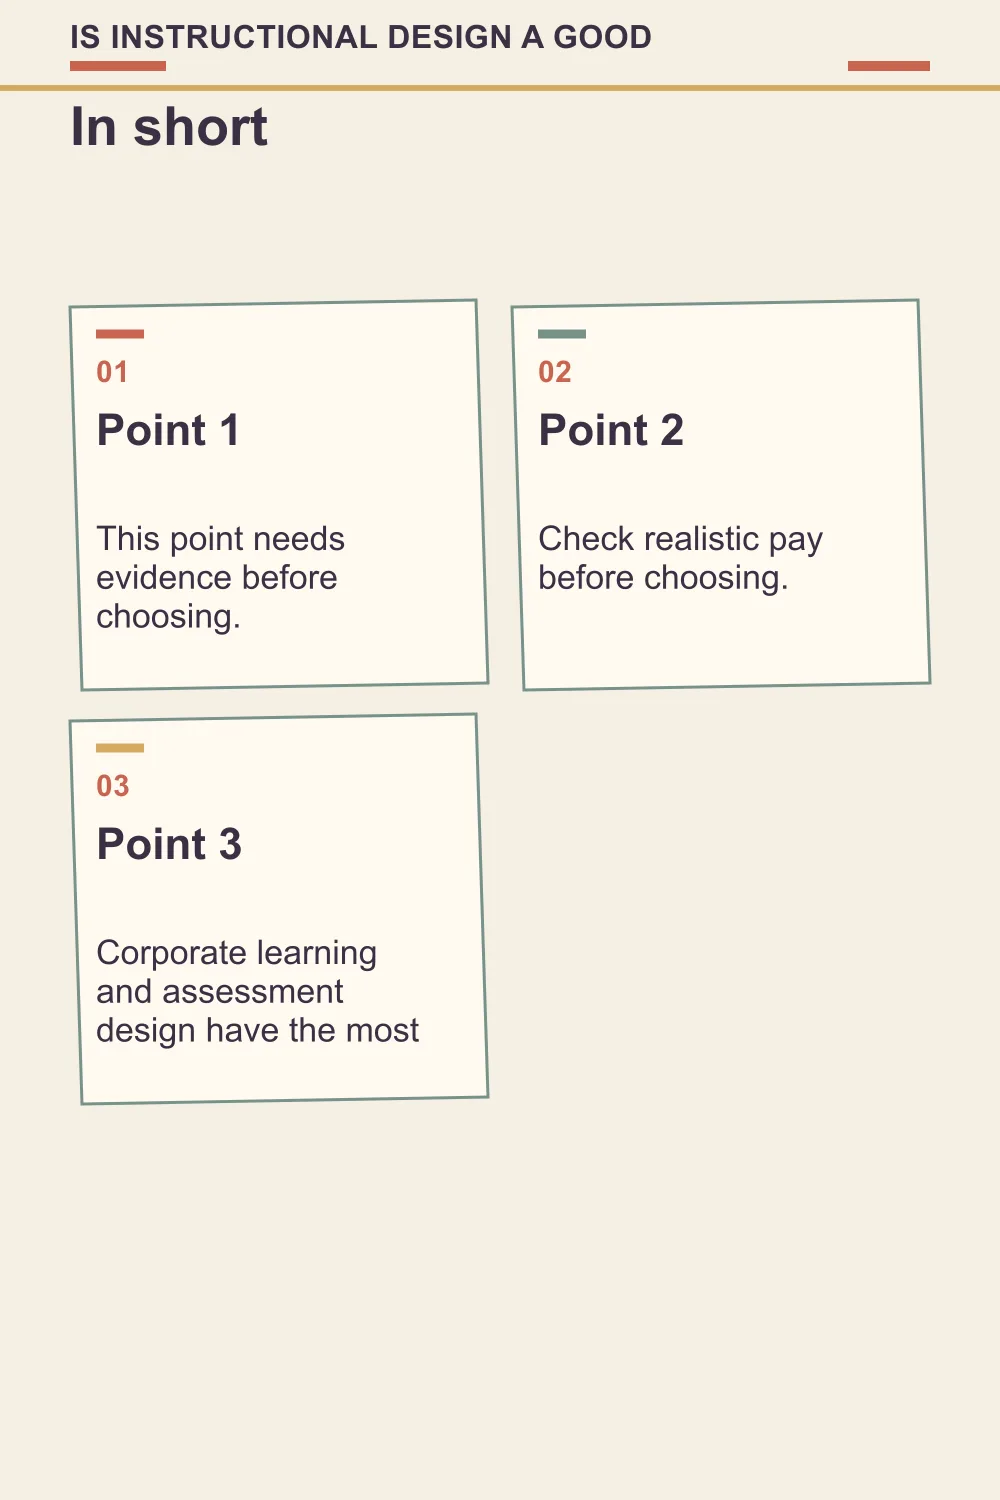 IS INSTRUCTIONAL DESIGN A GOOD
In short
01
Point 1
This point needs
evidence before
choosing.
02
Point 2
Check realistic pay
before choosing.
03
Point 3
Corporate learning
and assessment
design have the most